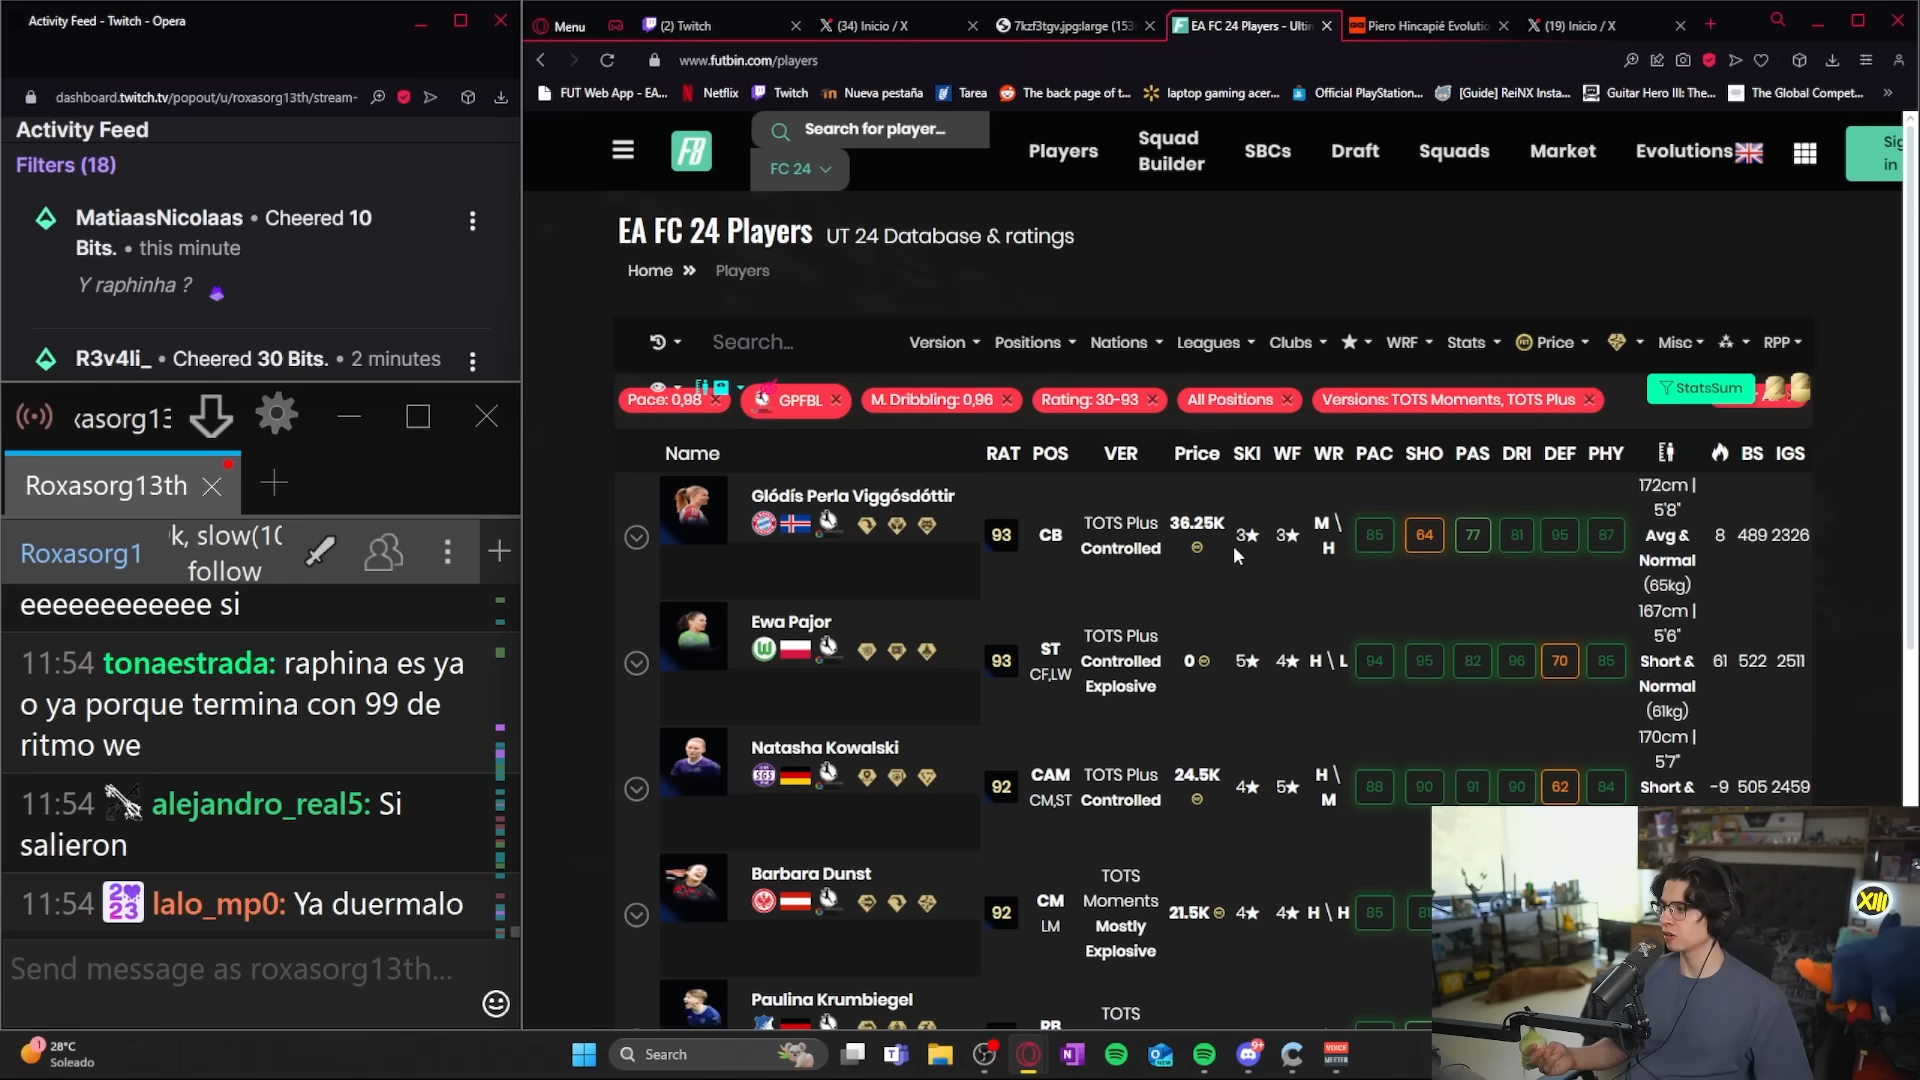 Activity Feed - Twitch - Opera
dashboard.twitch.tv/popout/u/roxasorg13th/stream-
Activity Feed
Filters (18)
MatiaasNicolaas • Cheered 10
Bits. • this minute
Y raphinha ?
R3v4li_ • Cheered 30 Bits. • 2 minutes
Roxasorg13th
Roxasorg1
k, slow(10
follow
eeeeeeeeeeee si
11:54 tonaestrada: raphina es ya
o ya porque termina con 99 de
ritmo we
11:54 alejandro_real5: Si
salieron
11:54 2023 lalo_mp0: Ya duermalo
Send message as roxasorg13th...
Menu
(2) Twitch
(34) Inicio / X
7kzf3tgv.jpg:large (153
EA FC 24 Players - Ultin
Piero Hincapié Evolutio
(19) Inicio / X
www.futbin.com/players
FUT Web App - EA...
Netflix
Twitch
Nueva pestaña
Tarea
The back page of t...
laptop gaming acer...
Official PlayStation...
[Guide] ReiNX Insta...
Guitar Hero III: The...
The Global Compet...
F8
Search for player...
FC 24
Players
Squad
Builder
SBCs
Draft
Squads
Market
Evolutions
Sig
in
EA FC 24 Players UT 24 Database & ratings
Home » Players
Search...
Version
Positions
Nations
Leagues
Clubs
WRF
Stats
Price
Misc
RPP
Pace: 0,98 ×
GPFBL ×
M. Dribbling: 0,96 ×
Rating: 30-93 ×
All Positions ×
Versions: TOTS Moments, TOTS Plus ×
StatsSum
Name RAT POS VER Price SKI WF WR PAC SHO PAS DRI DEF PHY BS IGS
Glódís Perla Viggósdóttir
93 CB
TOTS Plus
Controlled
36.25K
3★ 3★
M \
H
85 64 77 81 95 87
172cm |
5'8"
Avg &
Normal
(65kg)
8 489 2326
Ewa Pajor
93
ST
CF,LW
TOTS Plus
Controlled
Explosive
0
5★ 4★ H \ L
94 95 82 96 70 85
167cm |
5'6"
Short &
Normal
(61kg)
61 522 2511
Natasha Kowalski
92
CAM
CM,ST
TOTS Plus
Controlled
24.5K
4★ 5★
H \
M
88 90 91 90 62 84
170cm |
5'7"
Short &
-9 505 2459
Barbara Dunst
92
CM
LM
TOTS
Moments
Mostly
Explosive
21.5K
4★ 4★ H \ H
85
Paulina Krumbiegel
RB
TOTS
XIII
28°C
Soleado
Search